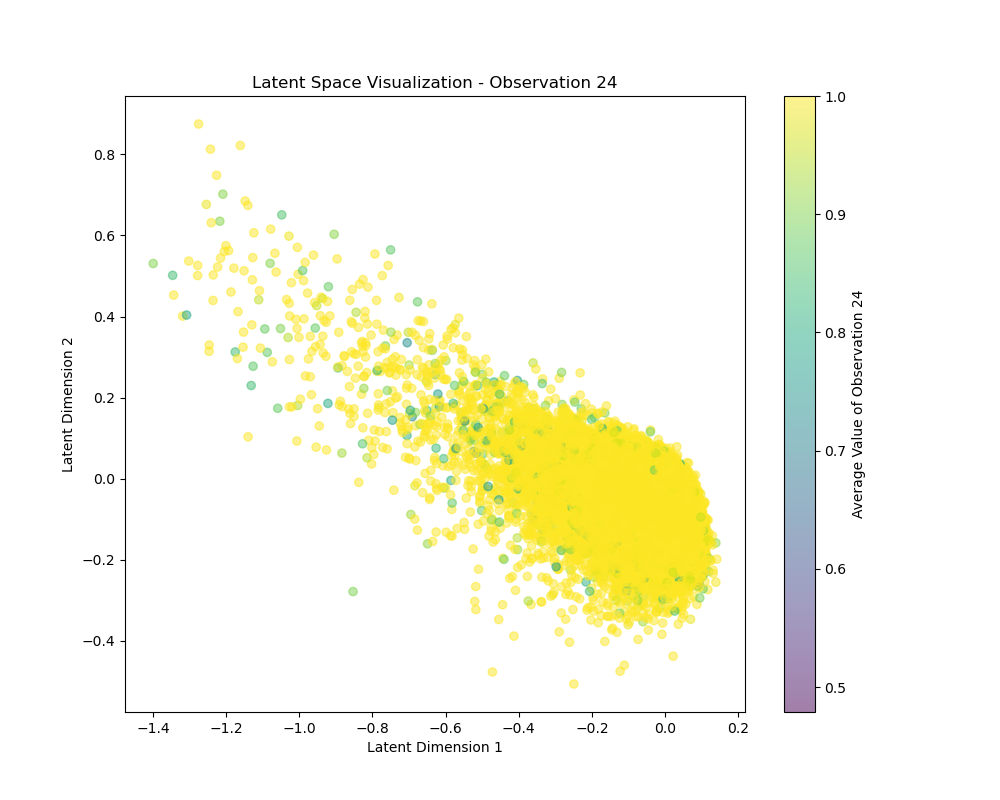 Latent Space Visualization - Observation 24
0.8
0.6
0.4
0.2
0.0
−0.2
−0.4
Latent Dimension 2
−1.4 −1.2 −1.0 −0.8 −0.6 −0.4 −0.2 0.0 0.2
Latent Dimension 1
1.0
0.9
0.8
0.7
0.6
0.5
Average Value of Observation 24